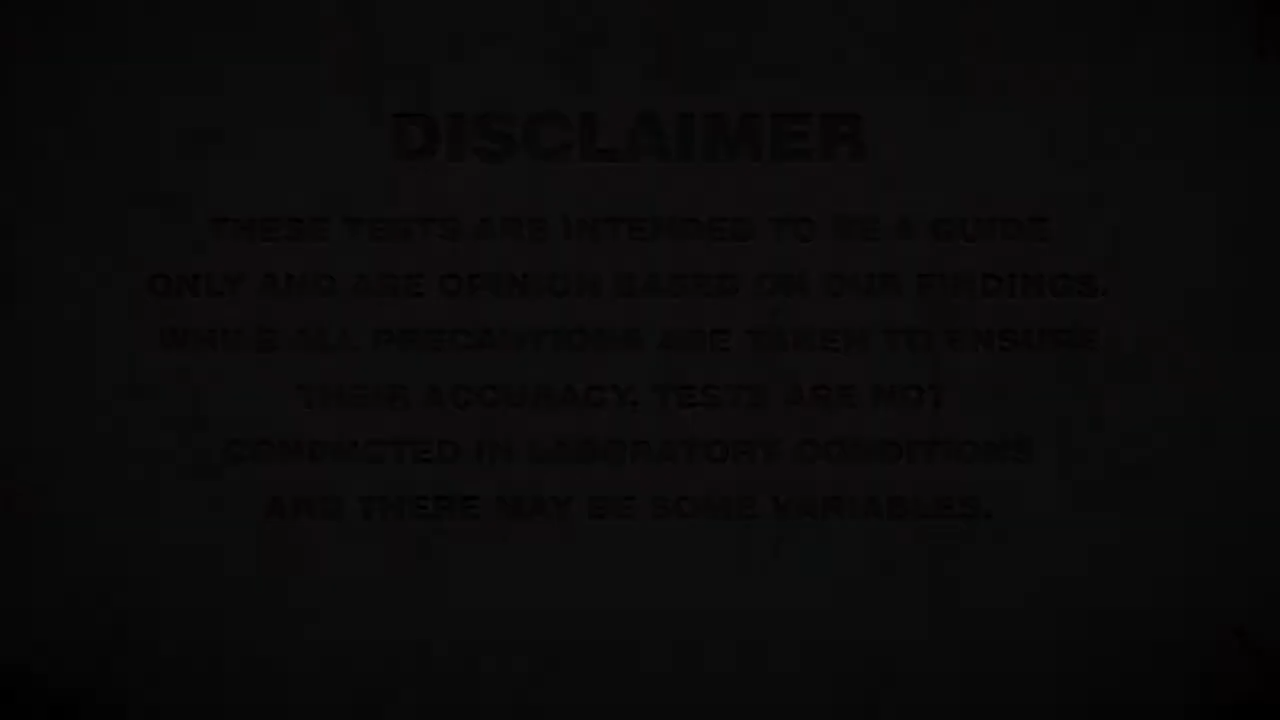 DISCLAIMER
THESE TESTS ARE INTENDED TO BE A GUIDE
ONLY AND ARE OPINION BASED ON OUR FINDINGS.
WHILE ALL PRECAUTIONS ARE TAKEN TO ENSURE
THEIR ACCURACY, TESTS ARE NOT
CONDUCTED IN LABORATORY CONDITIONS
AND THERE MAY BE SOME VARIABLES.